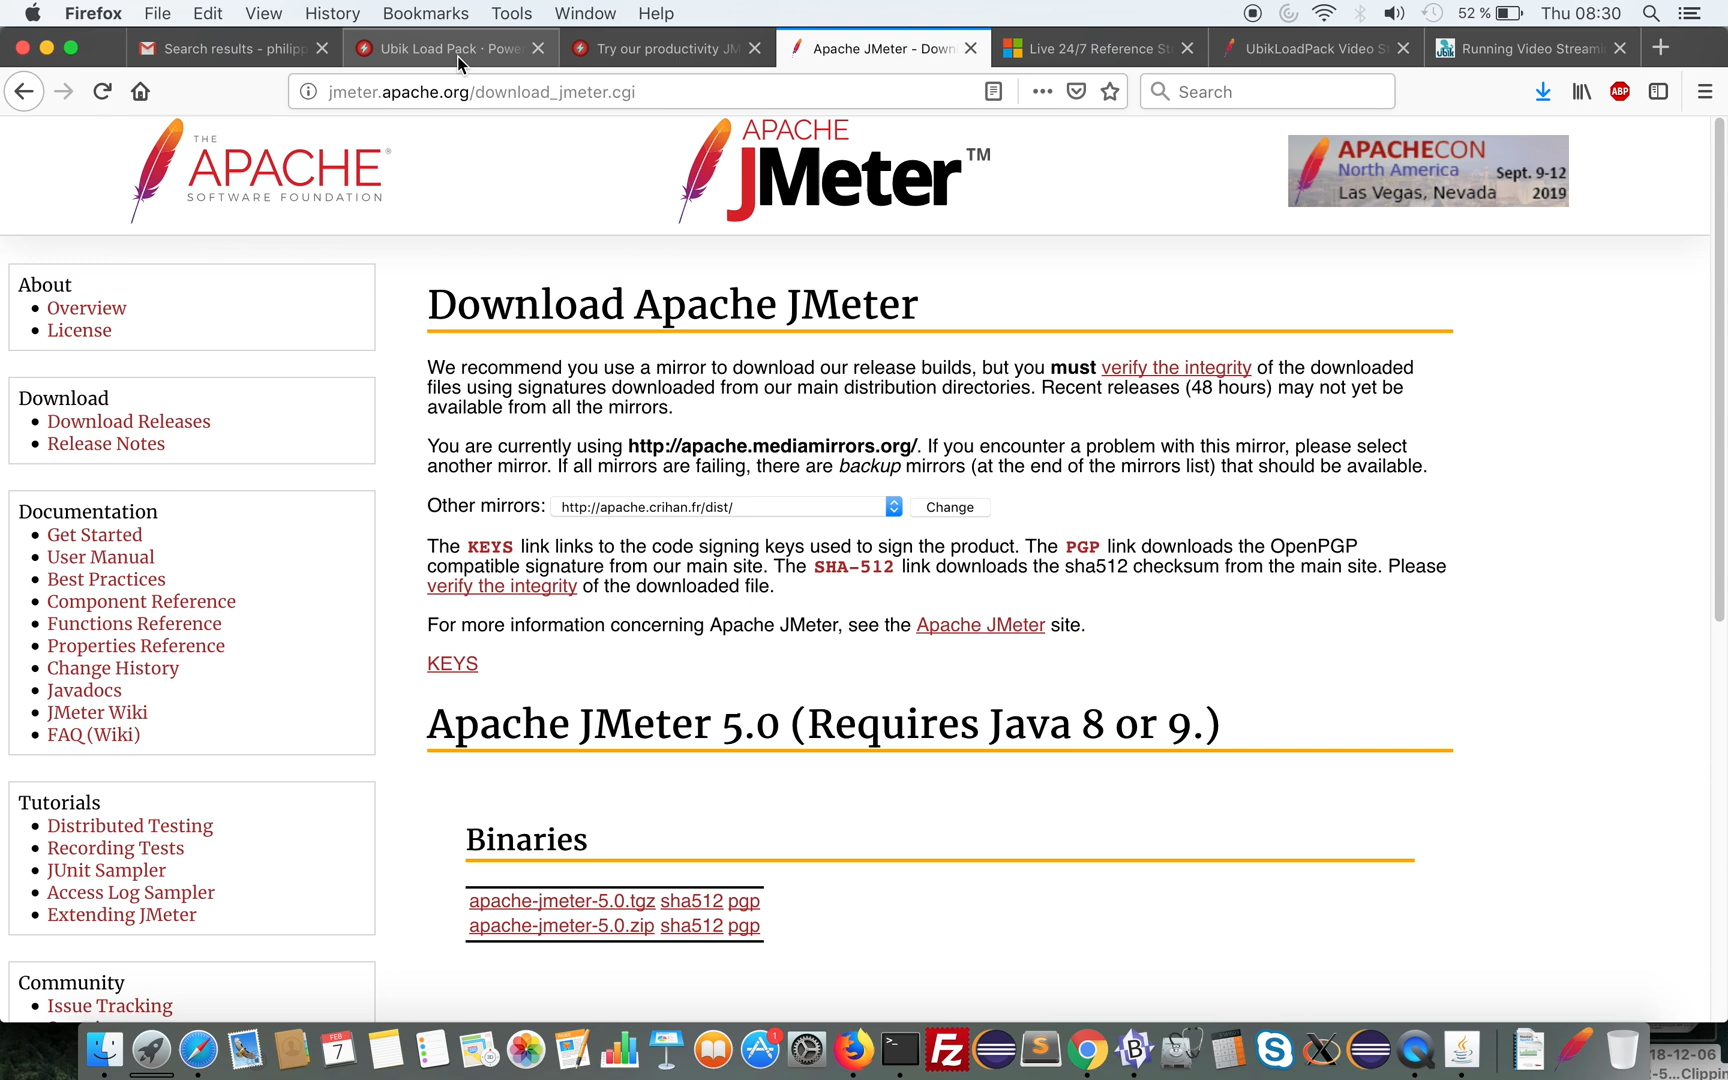 Firefox File Edit View History Bookmarks Tools Window Help 52 % Thu 08:30
Search results - philipp Ubik Load Pack · Power Try our productivity JM Apache JMeter - Down Live 24/7 Reference St UbikLoadPack Video S Running Video Streami
jmeter.apache.org/download_jmeter.cgi Search ABP
THE
APACHE®
SOFTWARE FOUNDATION
APACHE
JMeter™
APACHECON
North America Sept. 9-12
Las Vegas, Nevada 2019
About
Overview
License
Download
Download Releases
Release Notes
Documentation
Get Started
User Manual
Best Practices
Component Reference
Functions Reference
Properties Reference
Change History
Javadocs
JMeter Wiki
FAQ (Wiki)
Tutorials
Distributed Testing
Recording Tests
JUnit Sampler
Access Log Sampler
Extending JMeter
Community
Issue Tracking
Download Apache JMeter
We recommend you use a mirror to download our release builds, but you must verify the integrity of the downloaded
files using signatures downloaded from our main distribution directories. Recent releases (48 hours) may not yet be
available from all the mirrors.
You are currently using http://apache.mediamirrors.org/. If you encounter a problem with this mirror, please select
another mirror. If all mirrors are failing, there are backup mirrors (at the end of the mirrors list) that should be available.
Other mirrors: http://apache.crihan.fr/dist/ Change
The KEYS link links to the code signing keys used to sign the product. The PGP link downloads the OpenPGP
compatible signature from our main site. The SHA-512 link downloads the sha512 checksum from the main site. Please
verify the integrity of the downloaded file.
For more information concerning Apache JMeter, see the Apache JMeter site.
KEYS
Apache JMeter 5.0 (Requires Java 8 or 9.)
Binaries
apache-jmeter-5.0.tgz sha512 pgp
apache-jmeter-5.0.zip sha512 pgp
FEB
7
1
18-12-06
-5...Clippin